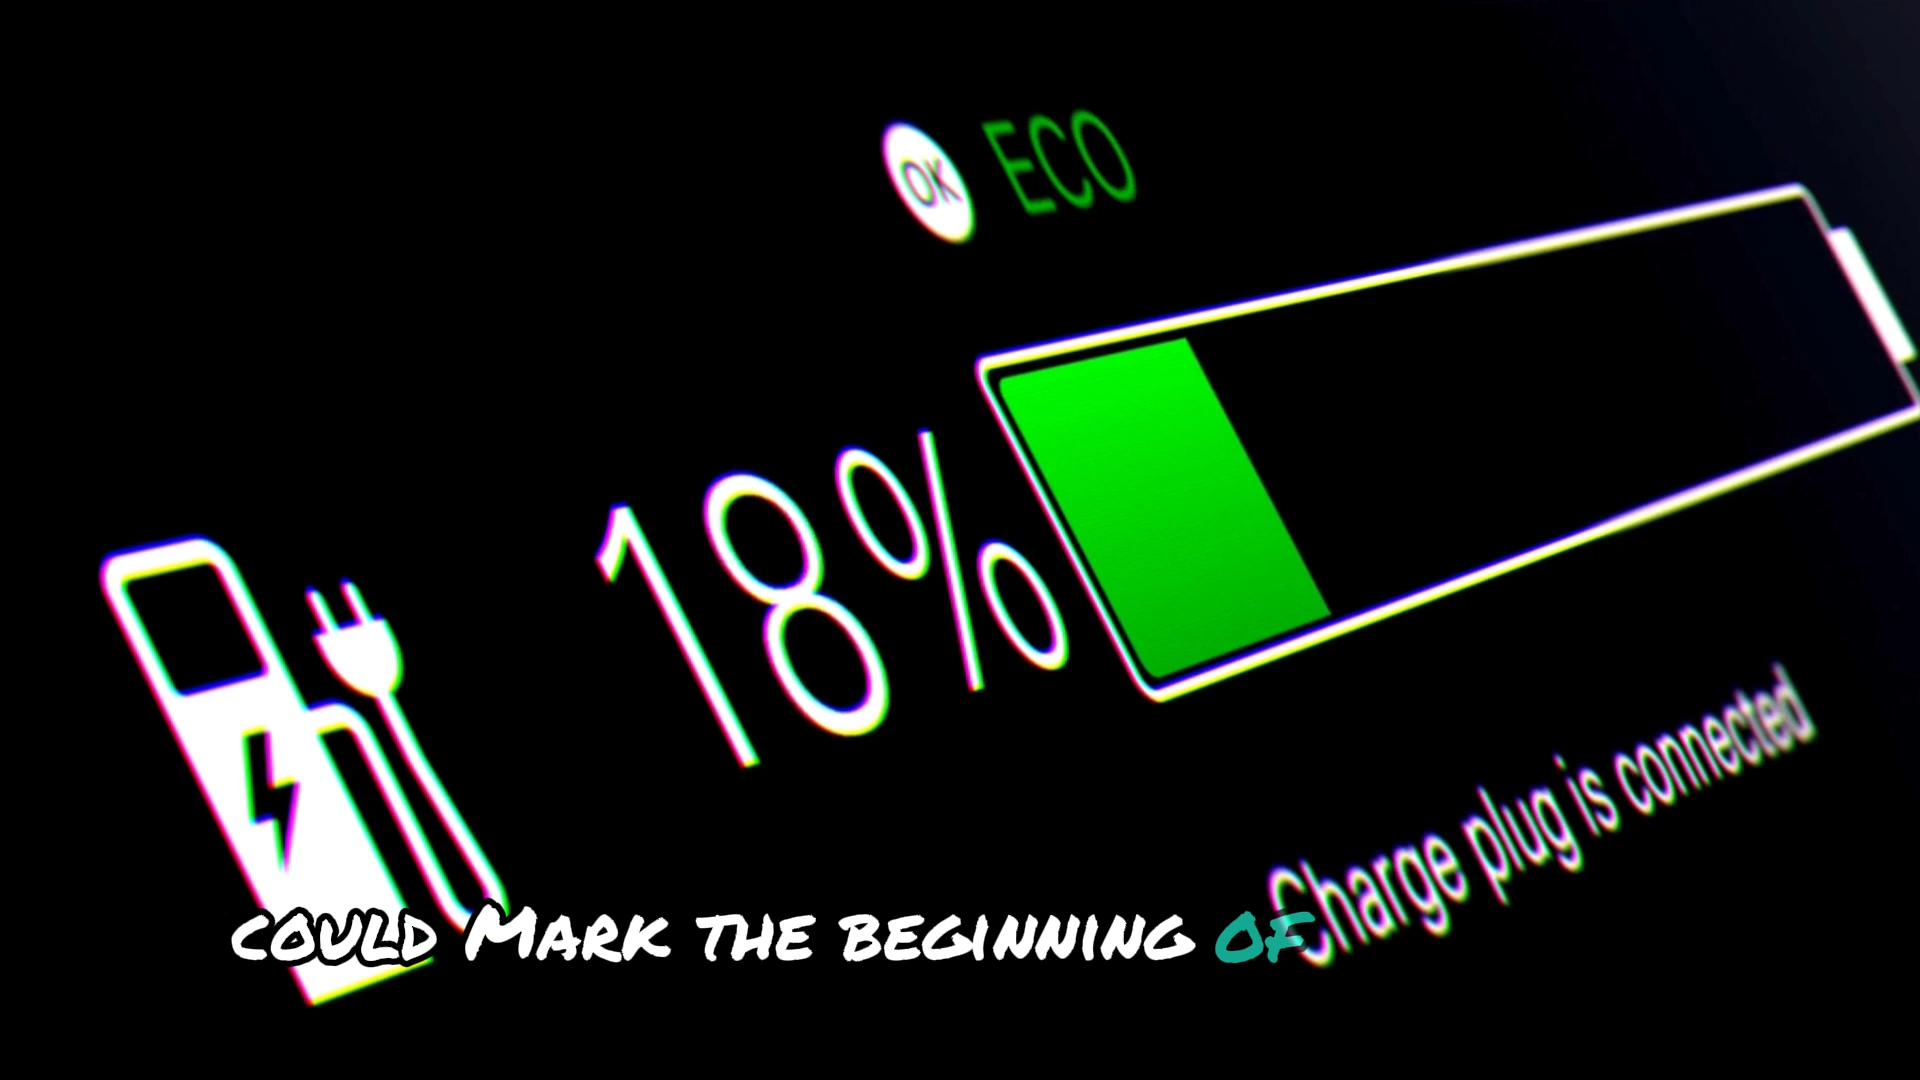 OK ECO
18%
Charge plug is connected
COULD MARK THE BEGINNING OF